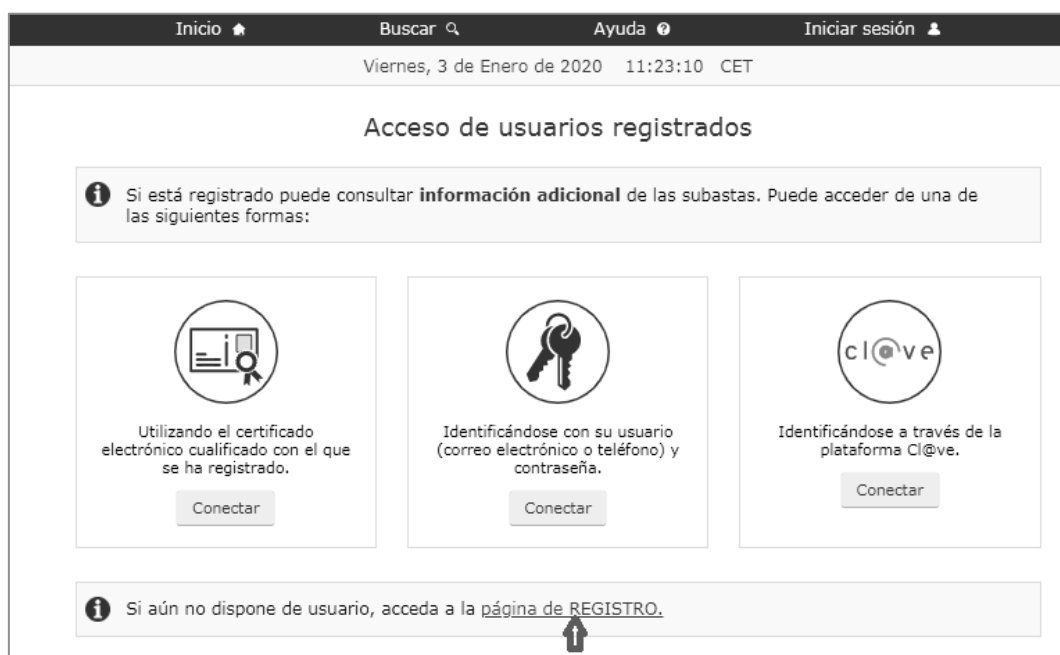 Inicio
Buscar
Ayuda
Iniciar sesión
Viernes, 3 de Enero de 2020 11:23:10 CET
Acceso de usuarios registrados
Si está registrado puede consultar información adicional de las subastas. Puede acceder de una de
las siguientes formas:
Utilizando el certificado
electrónico cualificado con el que
se ha registrado.
Conectar
Identificándose con su usuario
(correo electrónico o teléfono) y
contraseña.
Conectar
cl@ve
Identificándose a través de la
plataforma Cl@ve.
Conectar
Si aún no dispone de usuario, acceda a la página de REGISTRO.